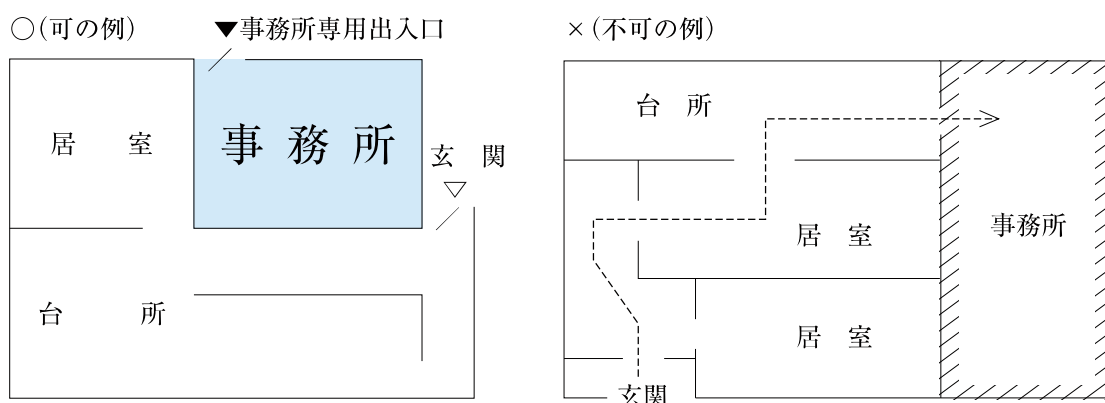 ○(可の例)
▼事務所専用出入口
居室
事務所
玄関
▽
台所
×(不可の例)
台所
居室
事務所
居室
玄関